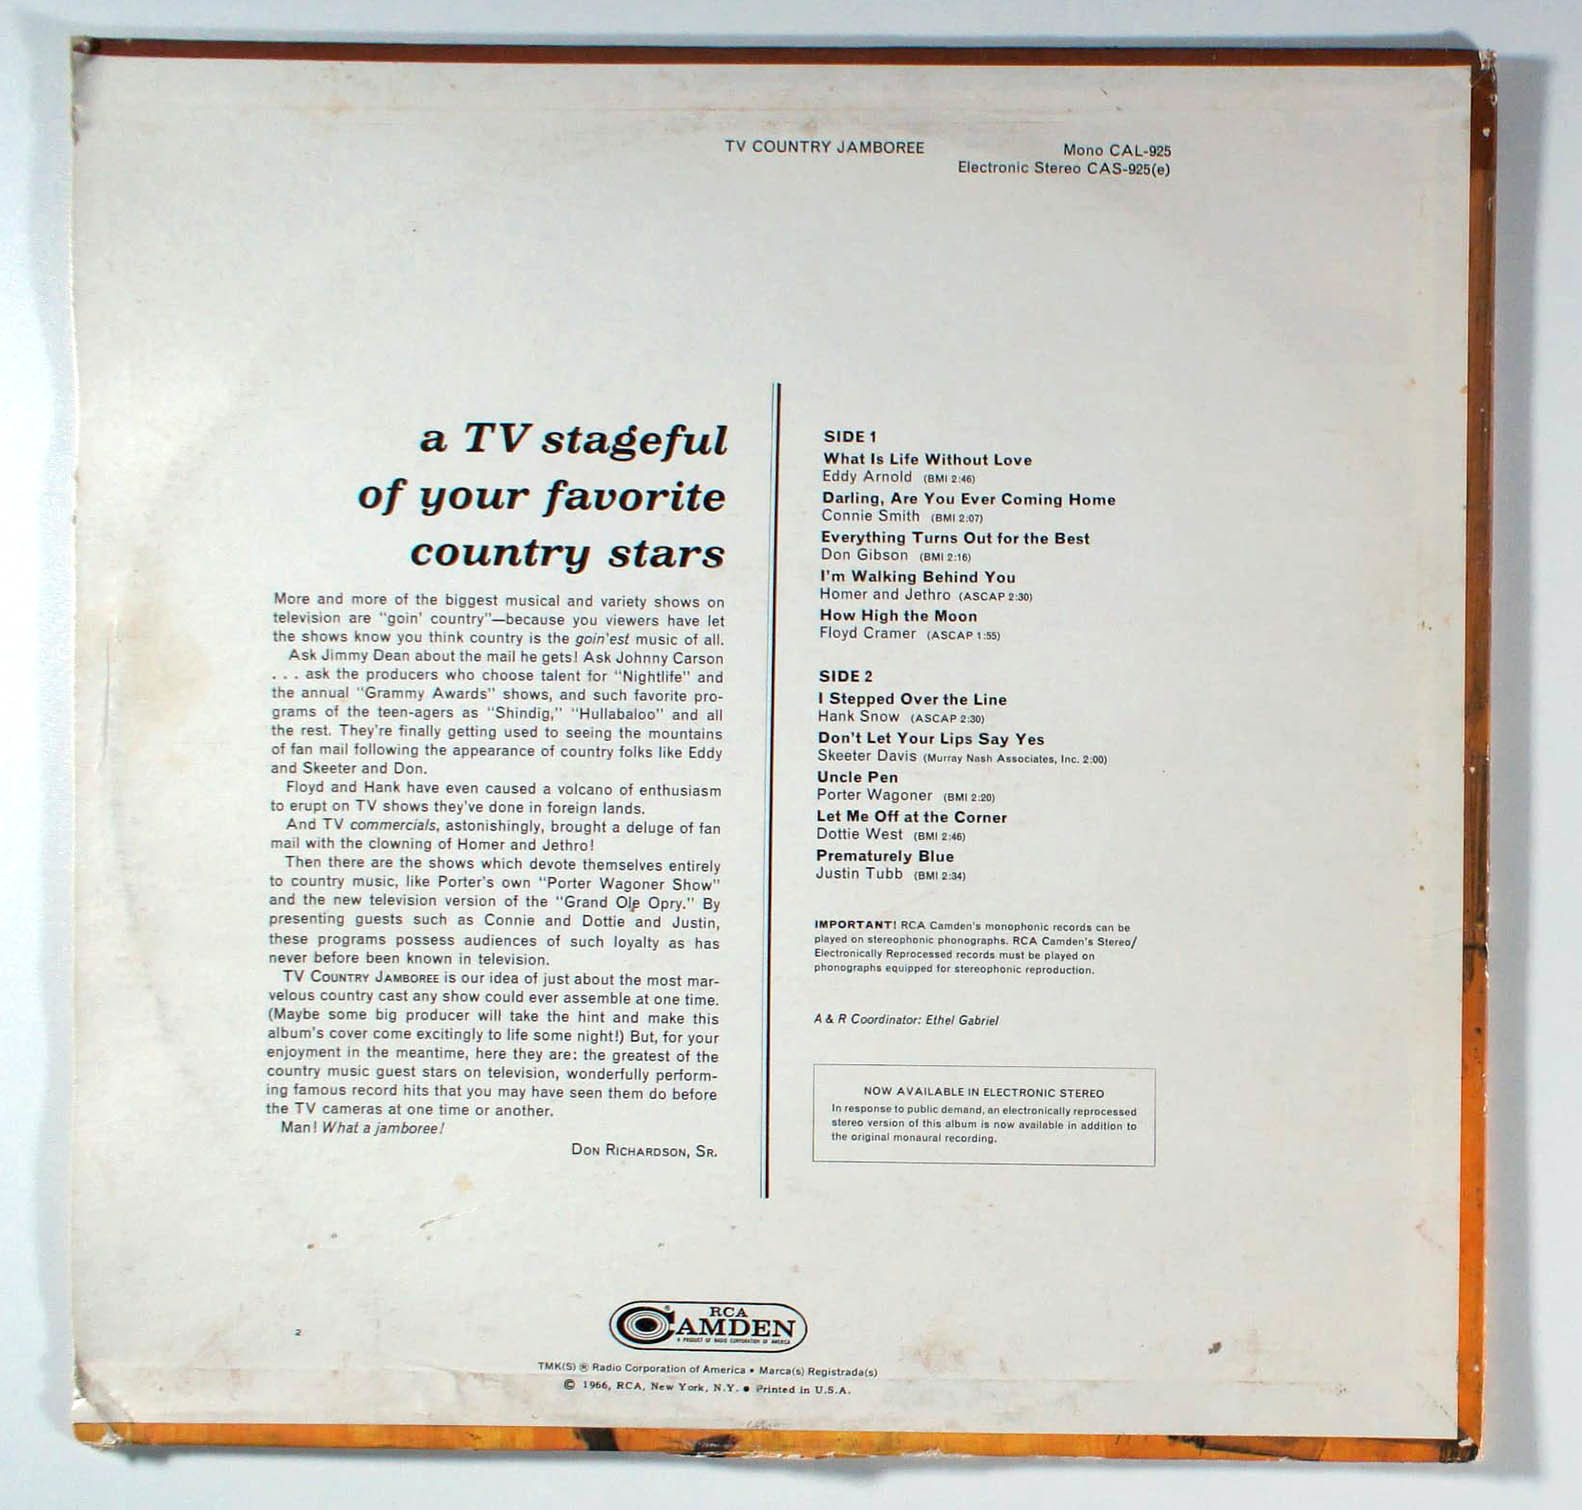 TV COUNTRY JAMBOREE
Mono CAL-925
Electronic Stereo CAS-925(e)
a TV stageful
of your favorite
country stars
More and more of the biggest musical and variety shows on
television are "goin' country"—because you viewers have let
the shows know you think country is the goin'est music of all.
Ask Jimmy Dean about the mail he gets! Ask Johnny Carson
. . . ask the producers who choose talent for "Nightlife" and
the annual "Grammy Awards" shows, and such favorite pro-
grams of the teen-agers as "Shindig," "Hullabaloo" and all
the rest. They're finally getting used to seeing the mountains
of fan mail following the appearance of country folks like Eddy
and Skeeter and Don.
Floyd and Hank have even caused a volcano of enthusiasm
to erupt on TV shows they've done in foreign lands.
And TV commercials, astonishingly, brought a deluge of fan
mail with the clowning of Homer and Jethro!
Then there are the shows which devote themselves entirely
to country music, like Porter's own "Porter Wagoner Show"
and the new television version of the "Grand Ole Opry." By
presenting guests such as Connie and Dottie and Justin,
these programs possess audiences of such loyalty as has
never before been known in television.
TV COUNTRY JAMBOREE is our idea of just about the most mar-
velous country cast any show could ever assemble at one time.
(Maybe some big producer will take the hint and make this
album's cover come excitingly to life some night!) But, for your
enjoyment in the meantime, here they are: the greatest of the
country music guest stars on television, wonderfully perform-
ing famous record hits that you may have seen them do before
the TV cameras at one time or another.
Man! What a jamboree!
DON RICHARDSON, SR.
SIDE 1
What Is Life Without Love
Eddy Arnold (BMI 2:46)
Darling, Are You Ever Coming Home
Connie Smith (BMI 2:07)
Everything Turns Out for the Best
Don Gibson (BMI 2:16)
I'm Walking Behind You
Homer and Jethro (ASCAP 2:30)
How High the Moon
Floyd Cramer (ASCAP 1:55)
SIDE 2
I Stepped Over the Line
Hank Snow (ASCAP 2:30)
Don't Let Your Lips Say Yes
Skeeter Davis (Murray Nash Associates, Inc. 2:00)
Uncle Pen
Porter Wagoner (BMI 2:20)
Let Me Off at the Corner
Dottie West (BMI 2:46)
Prematurely Blue
Justin Tubb (BMI 2:34)
IMPORTANT! RCA Camden's monophonic records can be
played on stereophonic phonographs. RCA Camden's Stereo/
Electronically Reprocessed records must be played on
phonographs equipped for stereophonic reproduction.
A & R Coordinator: Ethel Gabriel
NOW AVAILABLE IN ELECTRONIC STEREO
In response to public demand, an electronically reprocessed
stereo version of this album is now available in addition to
the original monaural recording.
2
RCA
CAMDEN ®
A PRODUCT OF RADIO CORPORATION OF AMERICA
TMK(S) ® Radio Corporation of America • Marca(s) Registrada(s)
© 1966, RCA, New York, N.Y. • Printed in U.S.A.